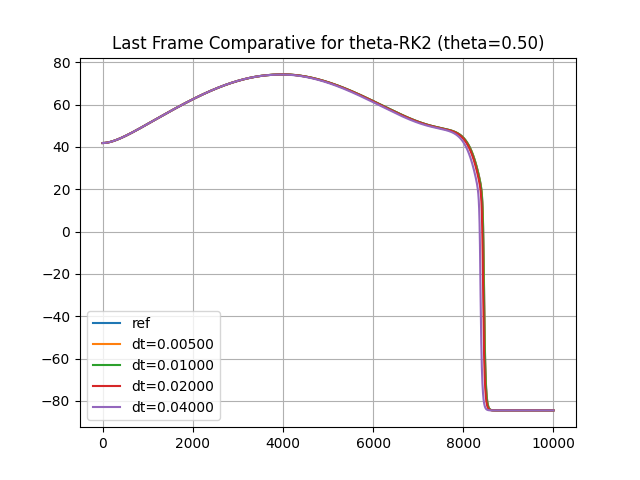 Last Frame Comparative for theta-RK2 (theta=0.50)
80
60
40
20
0
−20
−40
−60
−80
ref
dt=0.00500
dt=0.01000
dt=0.02000
dt=0.04000
0 2000 4000 6000 8000 10000